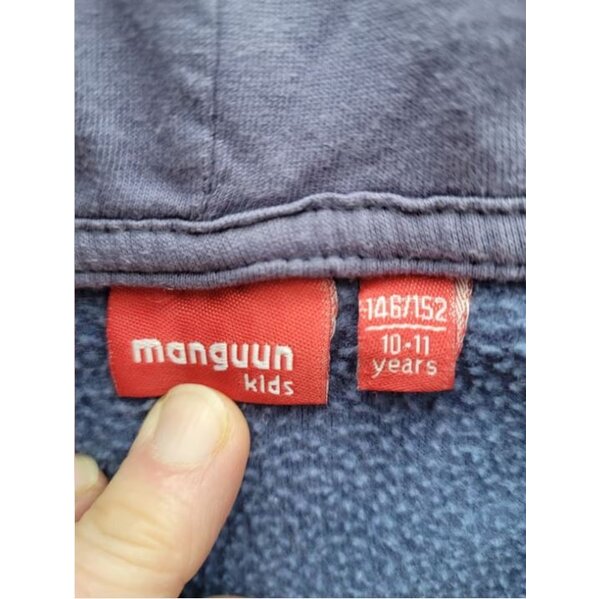 manguun
kids
146/152
10-11
years